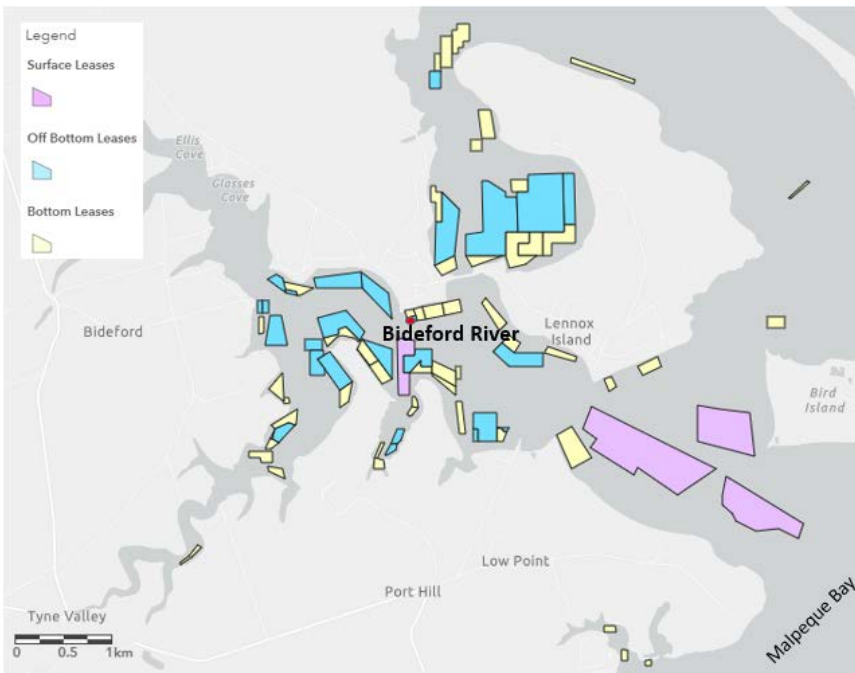 Legend
Surface Leases
Off Bottom Leases
Bottom Leases
Ellis
Cove
Glasses
Cove
Bideford
Bideford River
Lennox
Island
Bird
Island
Low Point
Port Hill
Malpeque Bay
Tyne Valley
0 0.5 1km